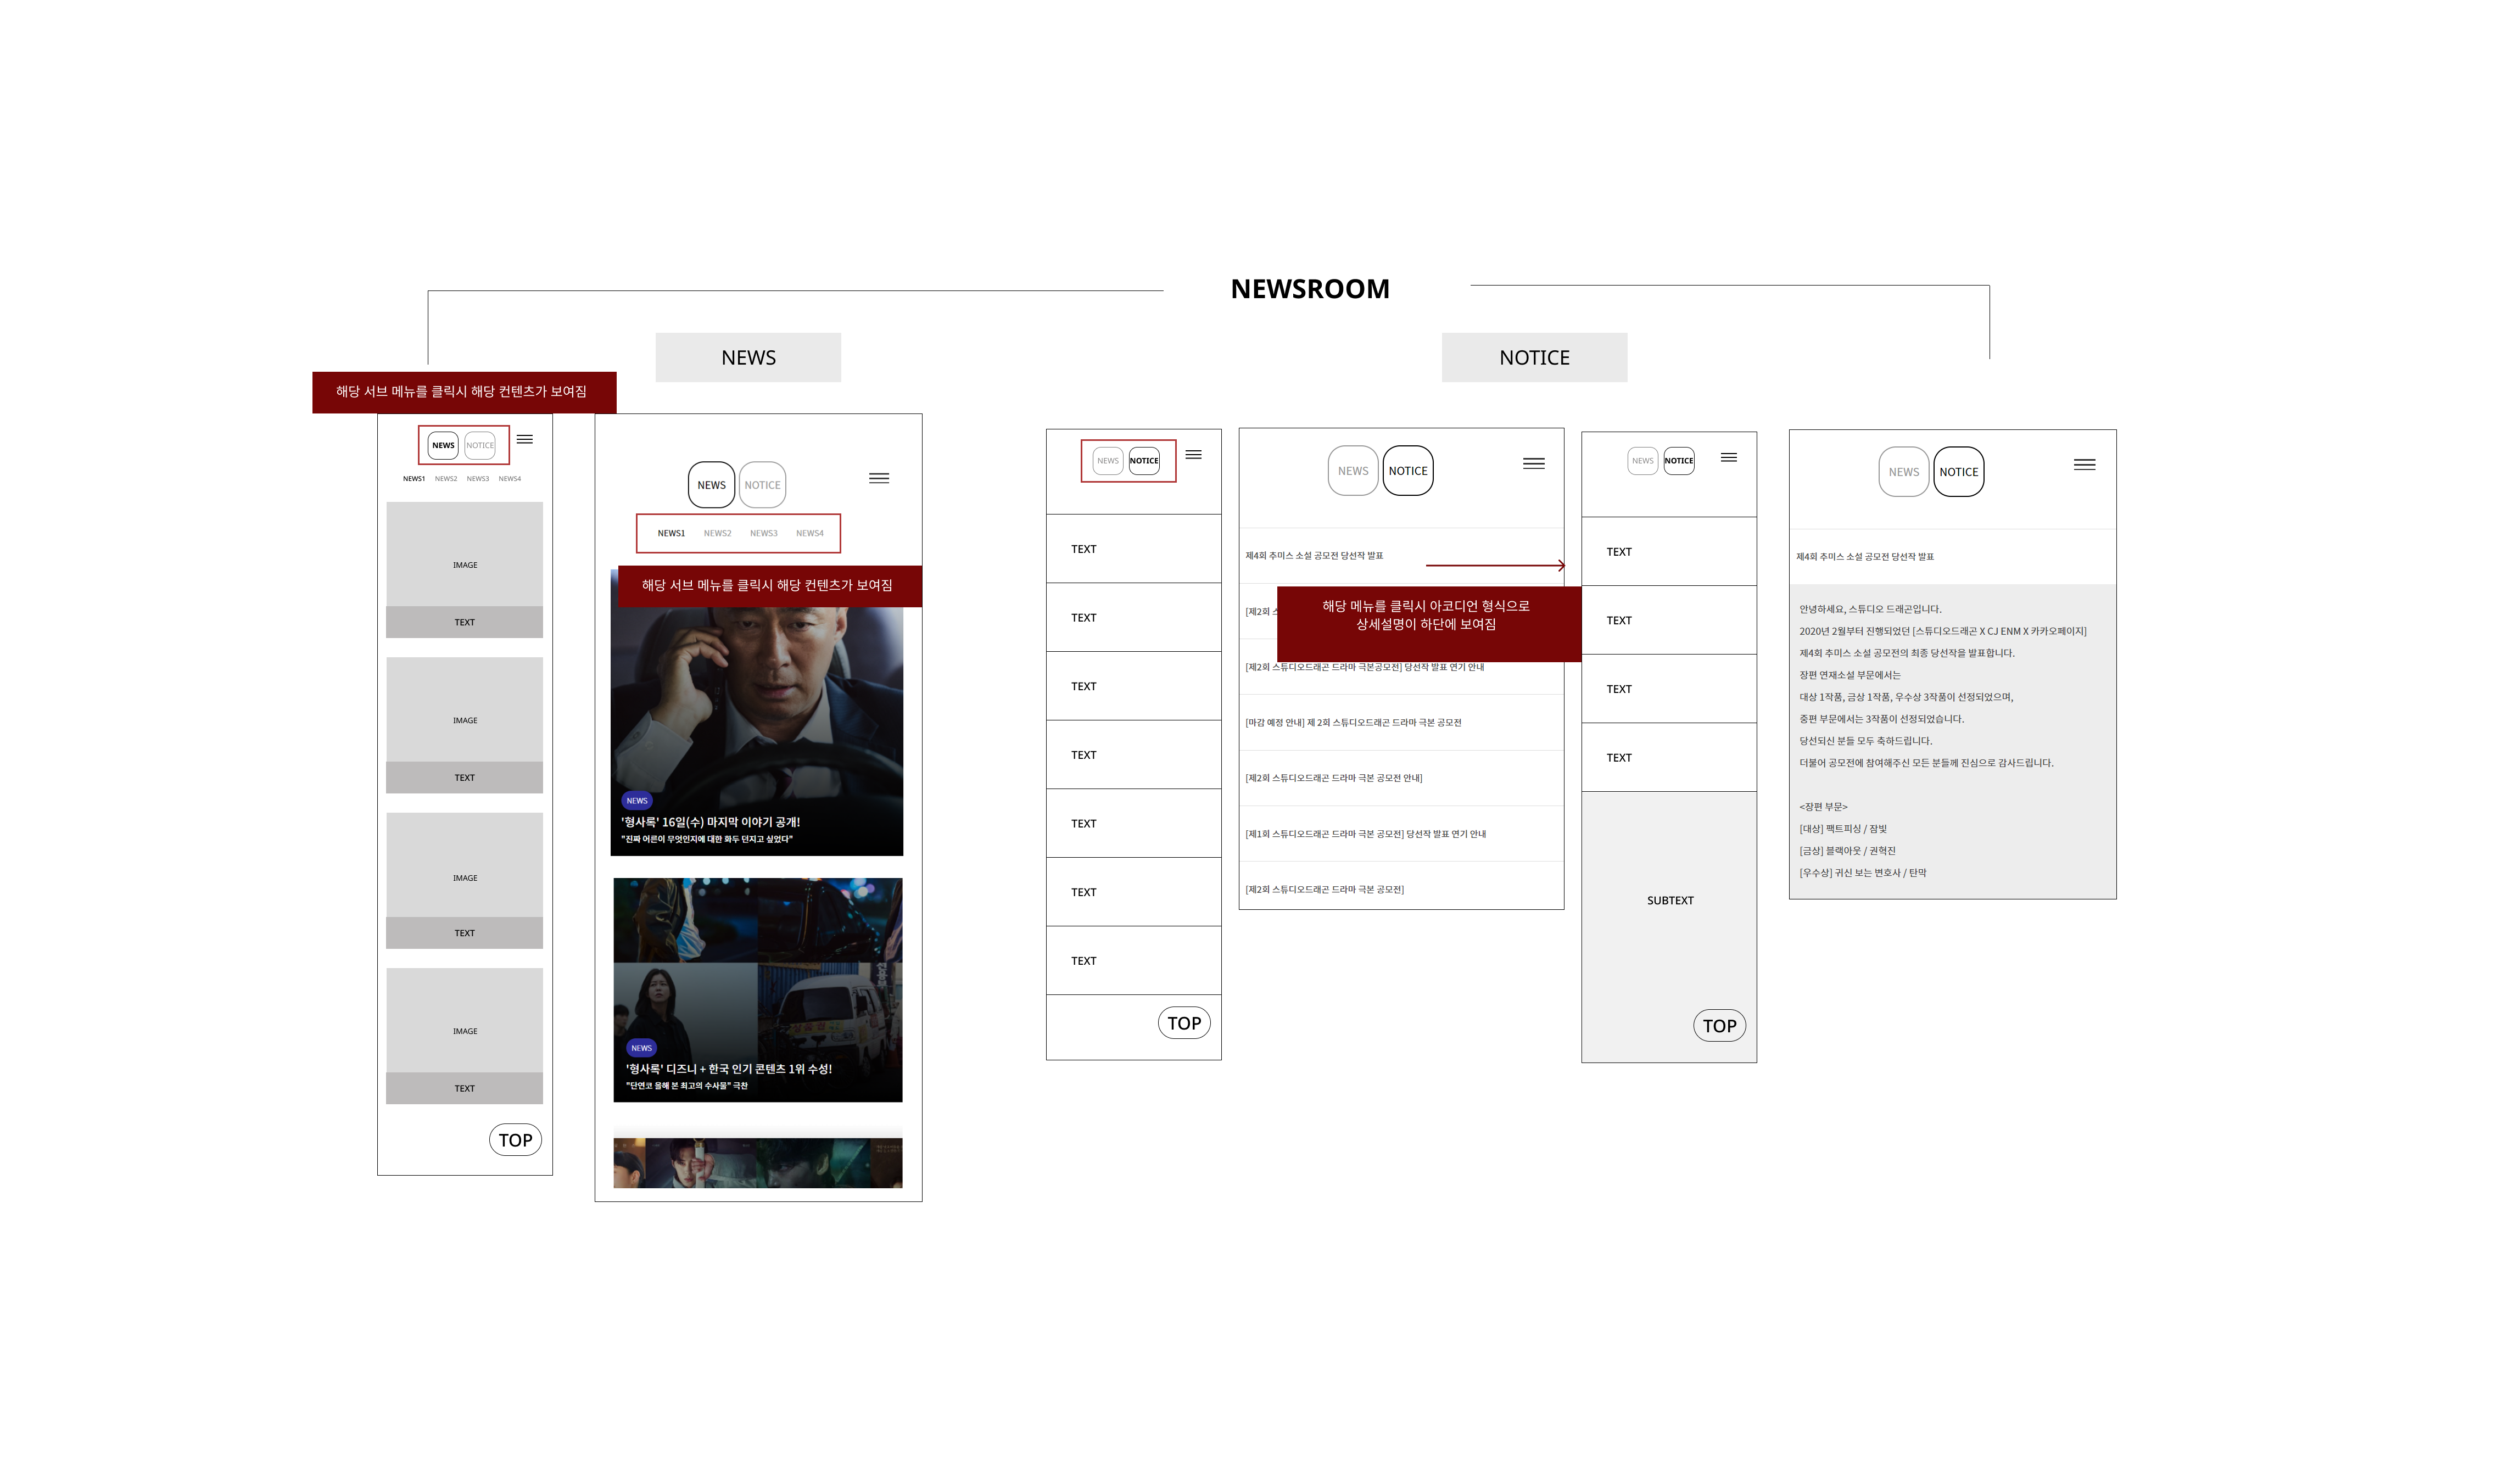 NEWSROOM
NEWS
NOTICE
해당 서브 메뉴를 클릭시 해당 컨텐츠가 보여짐
NEWS NOTICE
NEWS1 NEWS2 NEWS3 NEWS4
IMAGE
TEXT
IMAGE
TEXT
IMAGE
TEXT
IMAGE
TEXT
TOP
NEWS NOTICE
NEWS1 NEWS2 NEWS3 NEWS4
해당 서브 메뉴를 클릭시 해당 컨텐츠가 보여짐
NEWS
'형사록' 16일(수) 마지막 이야기 공개!
"진짜 어른이 무엇인지에 대한 화두 던지고 싶었다"
NEWS
'형사록' 디즈니 + 한국 인기 콘텐츠 1위 수성!
"단연코 올해 본 최고의 수사물" 극찬
NEWS NOTICE
TEXT
TEXT
TEXT
TEXT
TEXT
TEXT
TEXT
TOP
NEWS NOTICE
제4회 추미스 소설 공모전 당선작 발표
[제2회
해당 메뉴를 클릭시 아코디언 형식으로
상세설명이 하단에 보여짐
[제2회 스튜디오드래곤 드라마 극본공모전] 당선작 발표 연기 안내
[마감 예정 안내] 제 2회 스튜디오드래곤 드라마 극본 공모전
[제2회 스튜디오드래곤 드라마 극본 공모전 안내]
[제1회 스튜디오드래곤 드라마 극본 공모전] 당선작 발표 연기 안내
[제2회 스튜디오드래곤 드라마 극본 공모전]
NEWS NOTICE
TEXT
TEXT
TEXT
TEXT
SUBTEXT
TOP
NEWS NOTICE
제4회 추미스 소설 공모전 당선작 발표
안녕하세요, 스튜디오 드래곤입니다.
2020년 2월부터 진행되었던 [스튜디오드래곤 X CJ ENM X 카카오페이지]
제4회 추미스 소설 공모전의 최종 당선작을 발표합니다.
장편 연재소설 부문에서는
대상 1작품, 금상 1작품, 우수상 3작품이 선정되었으며,
중편 부문에서는 3작품이 선정되었습니다.
당선되신 분들 모두 축하드립니다.
더불어 공모전에 참여해주신 모든 분들께 진심으로 감사드립니다.
<장편 부문>
[대상] 팩트피싱 / 잠빛
[금상] 블랙아웃 / 권혁진
[우수상] 귀신 보는 변호사 / 탄막